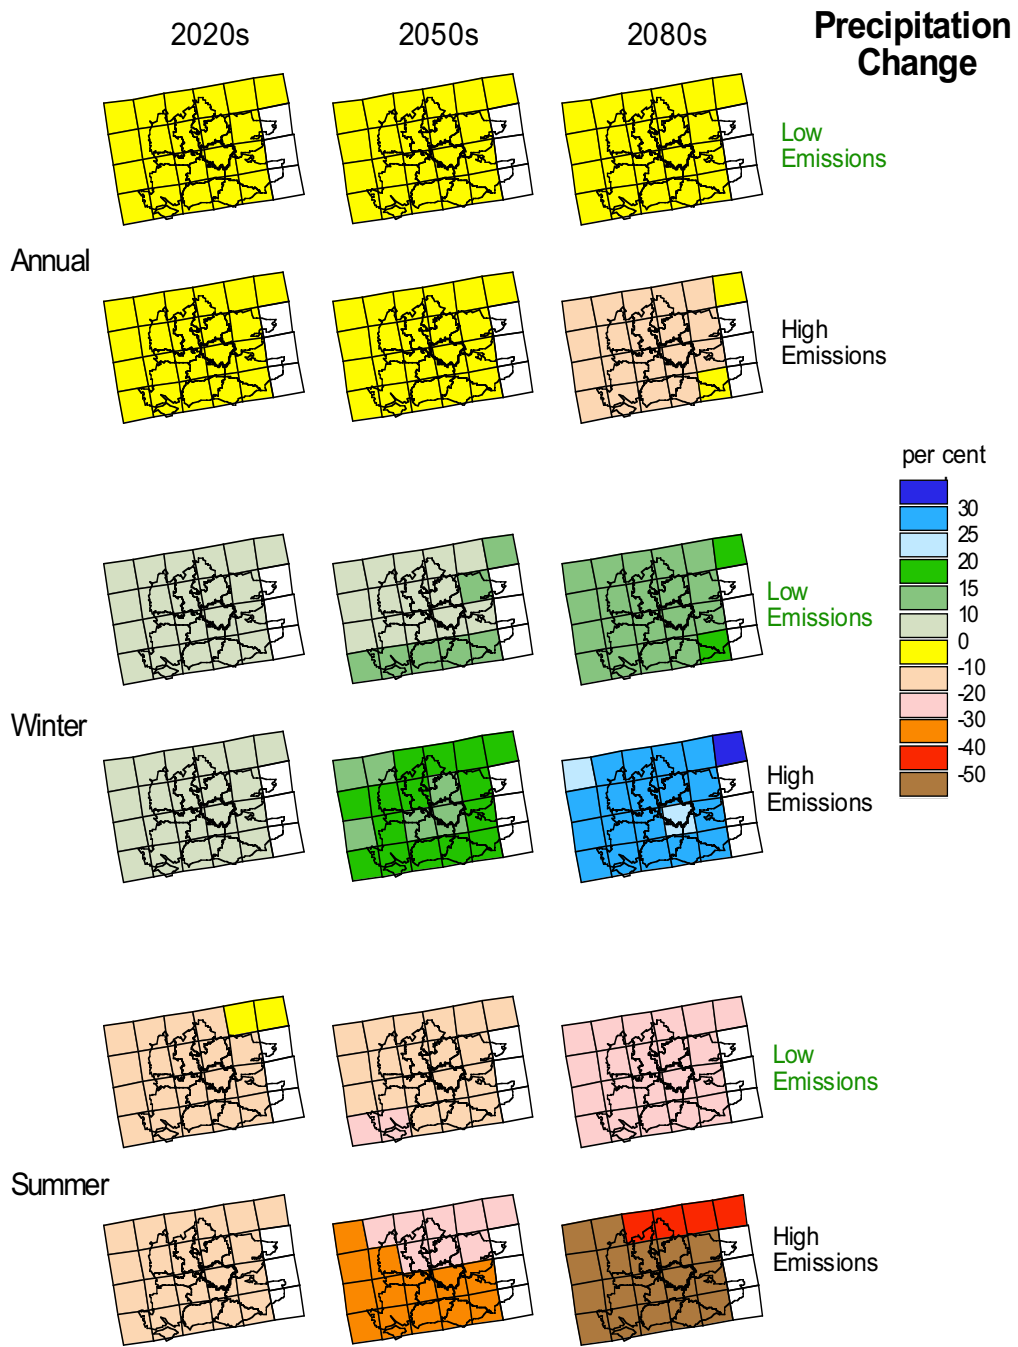 2020s
2050s
2080s
Precipitation
Change
Low
Emissions
Annual
High
Emissions
per cent
30
25
20
15
10
0
-10
-20
-30
-40
-50
Low
Emissions
Winter
High
Emissions
Low
Emissions
Summer
High
Emissions